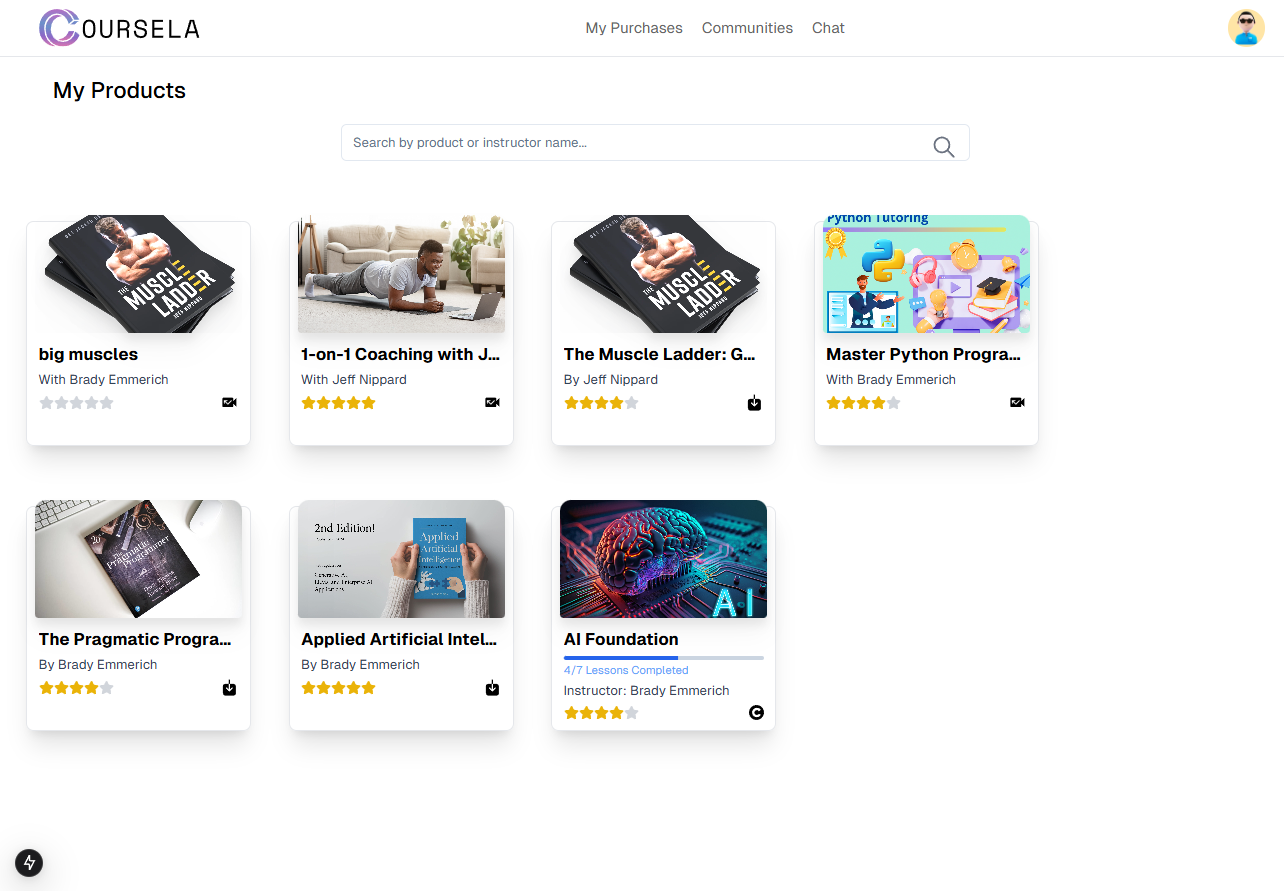 COURSELA
My Purchases
Communities
Chat
My Products
Search by product or instructor name...
THE MUSCLE LADDER
JEFF NIPPARD
big muscles
With Brady Emmerich
1-on-1 Coaching with J...
With Jeff Nippard
THE MUSCLE LADDER
JEFF NIPPARD
The Muscle Ladder: G...
By Jeff Nippard
Python Tutoring
Master Python Progra...
With Brady Emmerich
The Pragmatic Programmer
The Pragmatic Progra...
By Brady Emmerich
2nd Edition!
Applied Artificial Intelligence
Applied Artificial Intel...
By Brady Emmerich
AI
AI Foundation
4/7 Lessons Completed
Instructor: Brady Emmerich